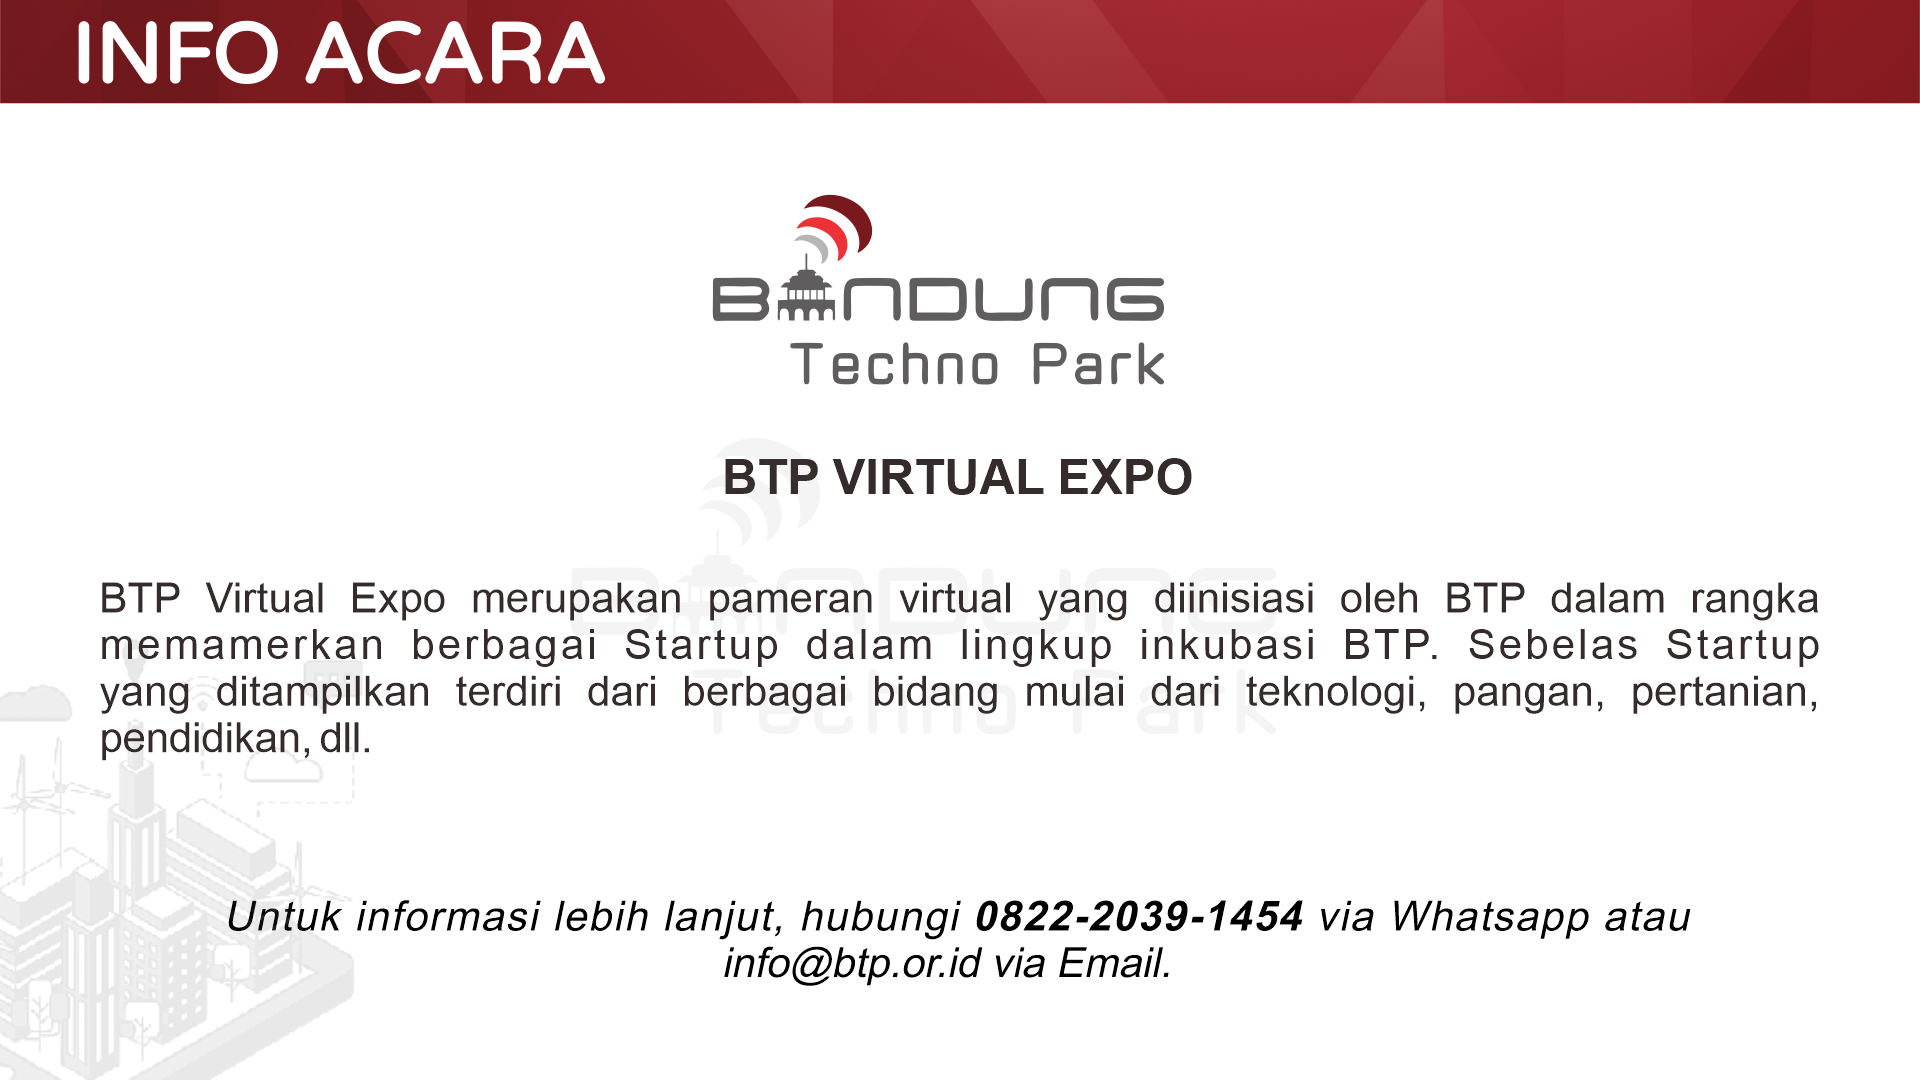 INFO ACARA
BANDUNG
Techno Park
BTP VIRTUAL EXPO
BTP Virtual Expo merupakan pameran virtual yang diinisiasi oleh BTP dalam rangka
memamerkan berbagai Startup dalam lingkup inkubasi BTP. Sebelas Startup
yang ditampilkan terdiri dari berbagai bidang mulai dari teknologi, pangan, pertanian,
pendidikan, dll.
BANDUNG
Techno Park
Untuk informasi lebih lanjut, hubungi 0822-2039-1454 via Whatsapp atau
info@btp.or.id via Email.